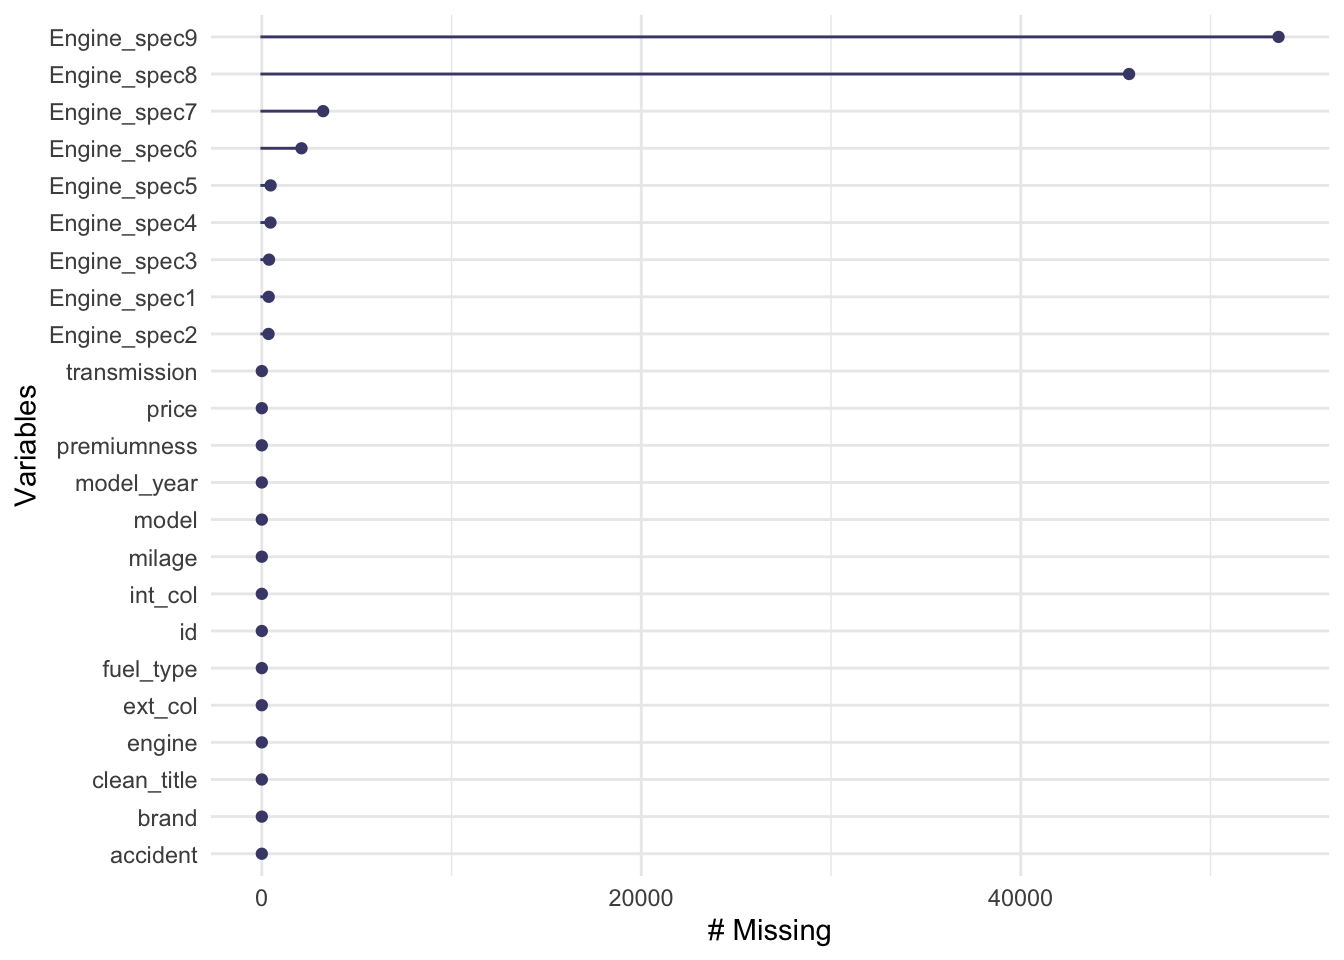 Engine_spec9
Engine_spec8
Engine_spec7
Engine_spec6
Engine_spec5
Engine_spec4
Engine_spec3
Engine_spec1
Engine_spec2
transmission
price
premiumness
model_year
model
milage
int_col
id
fuel_type
ext_col
engine
clean_title
brand
accident
Variables
0 20000 40000
# Missing